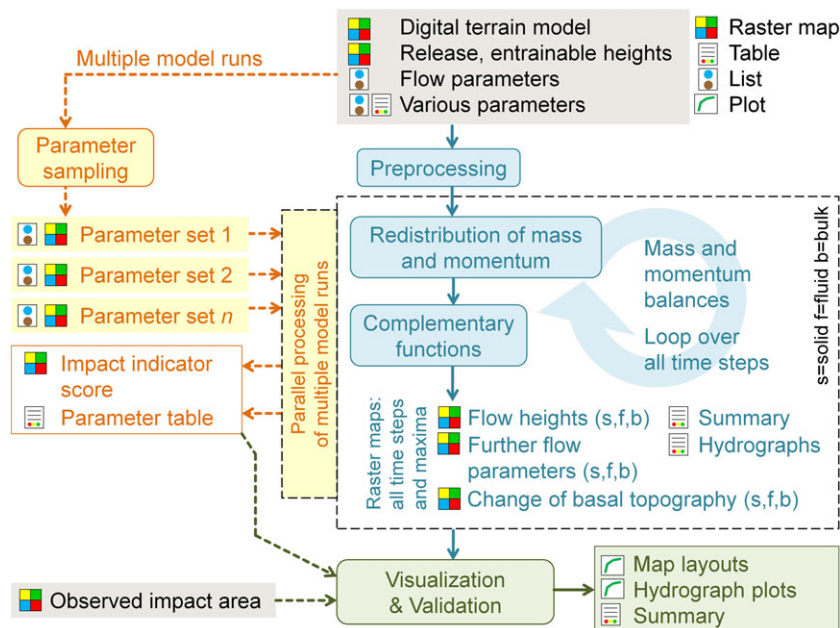 Multiple model runs
Digital terrain model
Release, entrainable heights
Flow parameters
Various parameters
Raster map
Table
List
Plot
Parameter
sampling
Preprocessing
Parameter set 1
Parameter set 2
Parameter set n
Parallel processing
of multiple model runs
Redistribution of mass
and momentum
Complementary
functions
Mass and
momentum
balances
Loop over
all time steps
s=solid f=fluid b=bulk
Impact indicator
score
Parameter table
Raster maps:
all time steps
and maxima
Flow heights (s,f,b)
Further flow
parameters (s,f,b)
Change of basal topography (s,f,b)
Summary
Hydrographs
Observed impact area
Visualization
& Validation
Map layouts
Hydrograph plots
Summary